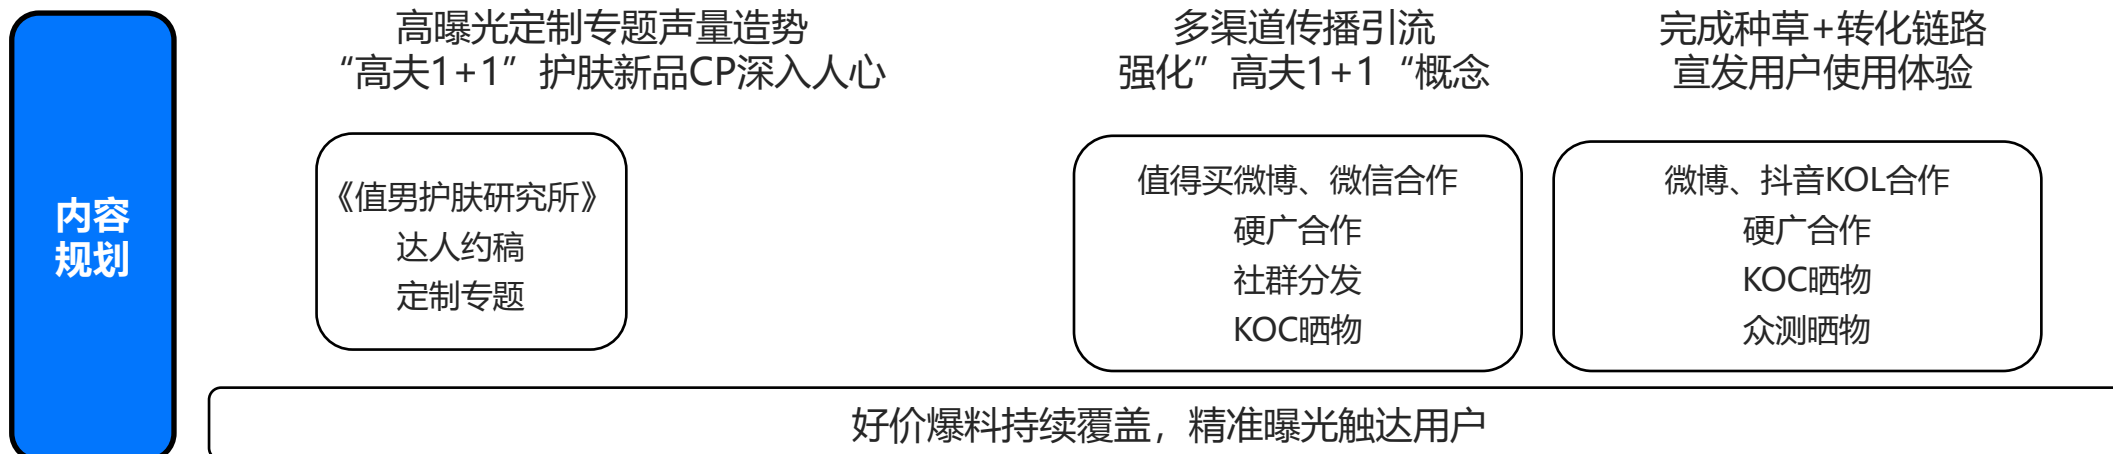 内容
规划
高曝光定制专题声量造势
“高夫1+1”护肤新品CP深入人心
《值男护肤研究所》
达人约稿
定制专题
多渠道传播引流
强化”高夫1+1“概念
值得买微博、微信合作
硬广合作
社群分发
KOC晒物
完成种草+转化链路
宣发用户使用体验
微博、抖音KOL合作
硬广合作
KOC晒物
众测晒物
好价爆料持续覆盖，精准曝光触达用户